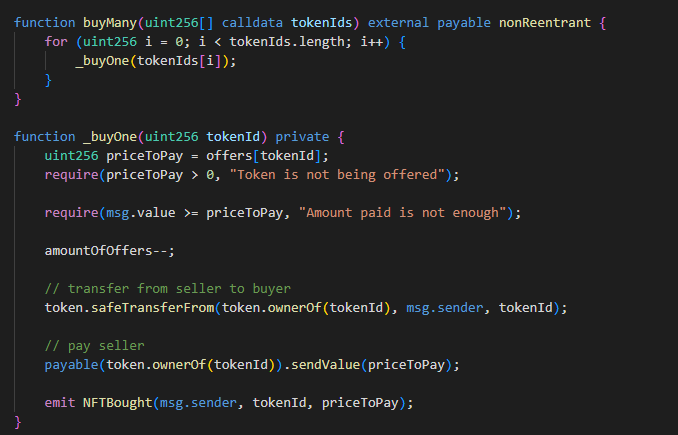 function buyMany(uint256[] calldata tokenIds) external payable nonReentrant {
for (uint256 i = 0; i < tokenIds.length; i++) {
_buyOne(tokenIds[i]);
}
}
function _buyOne(uint256 tokenId) private {
uint256 priceToPay = offers[tokenId];
require(priceToPay > 0, "Token is not being offered");
require(msg.value >= priceToPay, "Amount paid is not enough");
amountOfOffers--;
// transfer from seller to buyer
token.safeTransferFrom(token.ownerOf(tokenId), msg.sender, tokenId);
// pay seller
payable(token.ownerOf(tokenId)).sendValue(priceToPay);
emit NFTBought(msg.sender, tokenId, priceToPay);
}